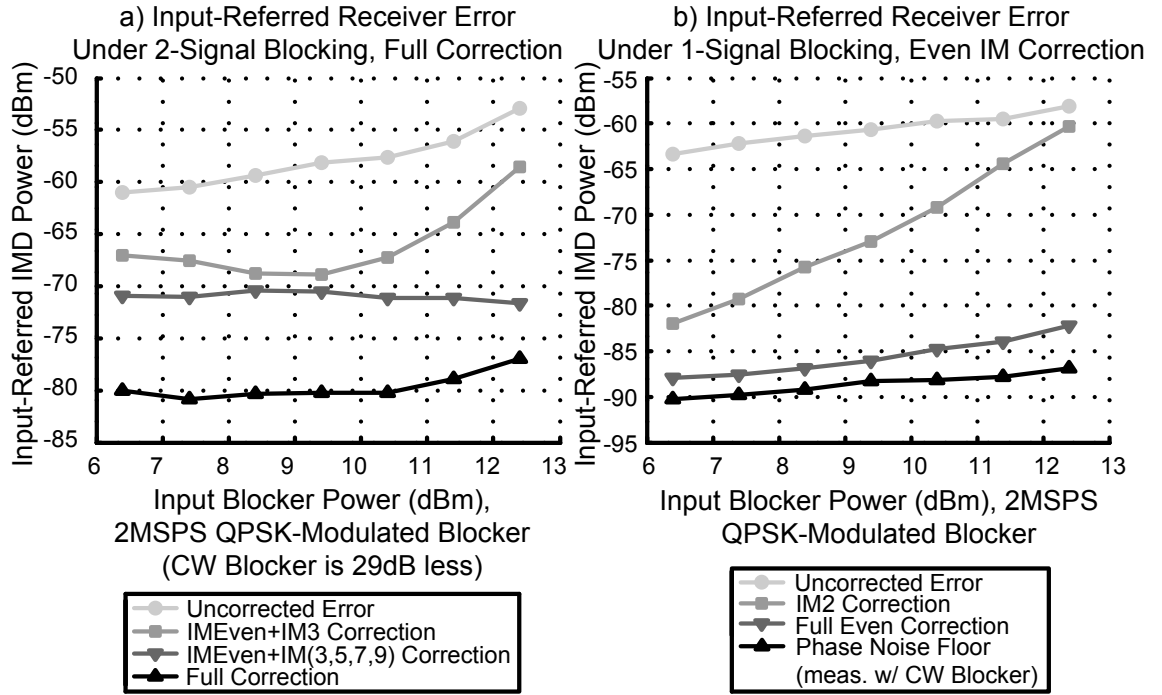 a) Input-Referred Receiver Error
Under 2-Signal Blocking, Full Correction
Input-Referred IMD Power (dBm)
-50
-55
-60
-65
-70
-75
-80
-85
6 7 8 9 10 11 12 13
Input Blocker Power (dBm),
2MSPS QPSK-Modulated Blocker
(CW Blocker is 29dB less)
Uncorrected Error
IMEven+IM3 Correction
IMEven+IM(3,5,7,9) Correction
Full Correction
b) Input-Referred Receiver Error
Under 1-Signal Blocking, Even IM Correction
Input-Referred IMD Power (dBm)
-55
-60
-65
-70
-75
-80
-85
-90
-95
6 7 8 9 10 11 12 13
Input Blocker Power (dBm), 2MSPS
QPSK-Modulated Blocker
Uncorrected Error
IM2 Correction
Full Even Correction
Phase Noise Floor
(meas. w/ CW Blocker)